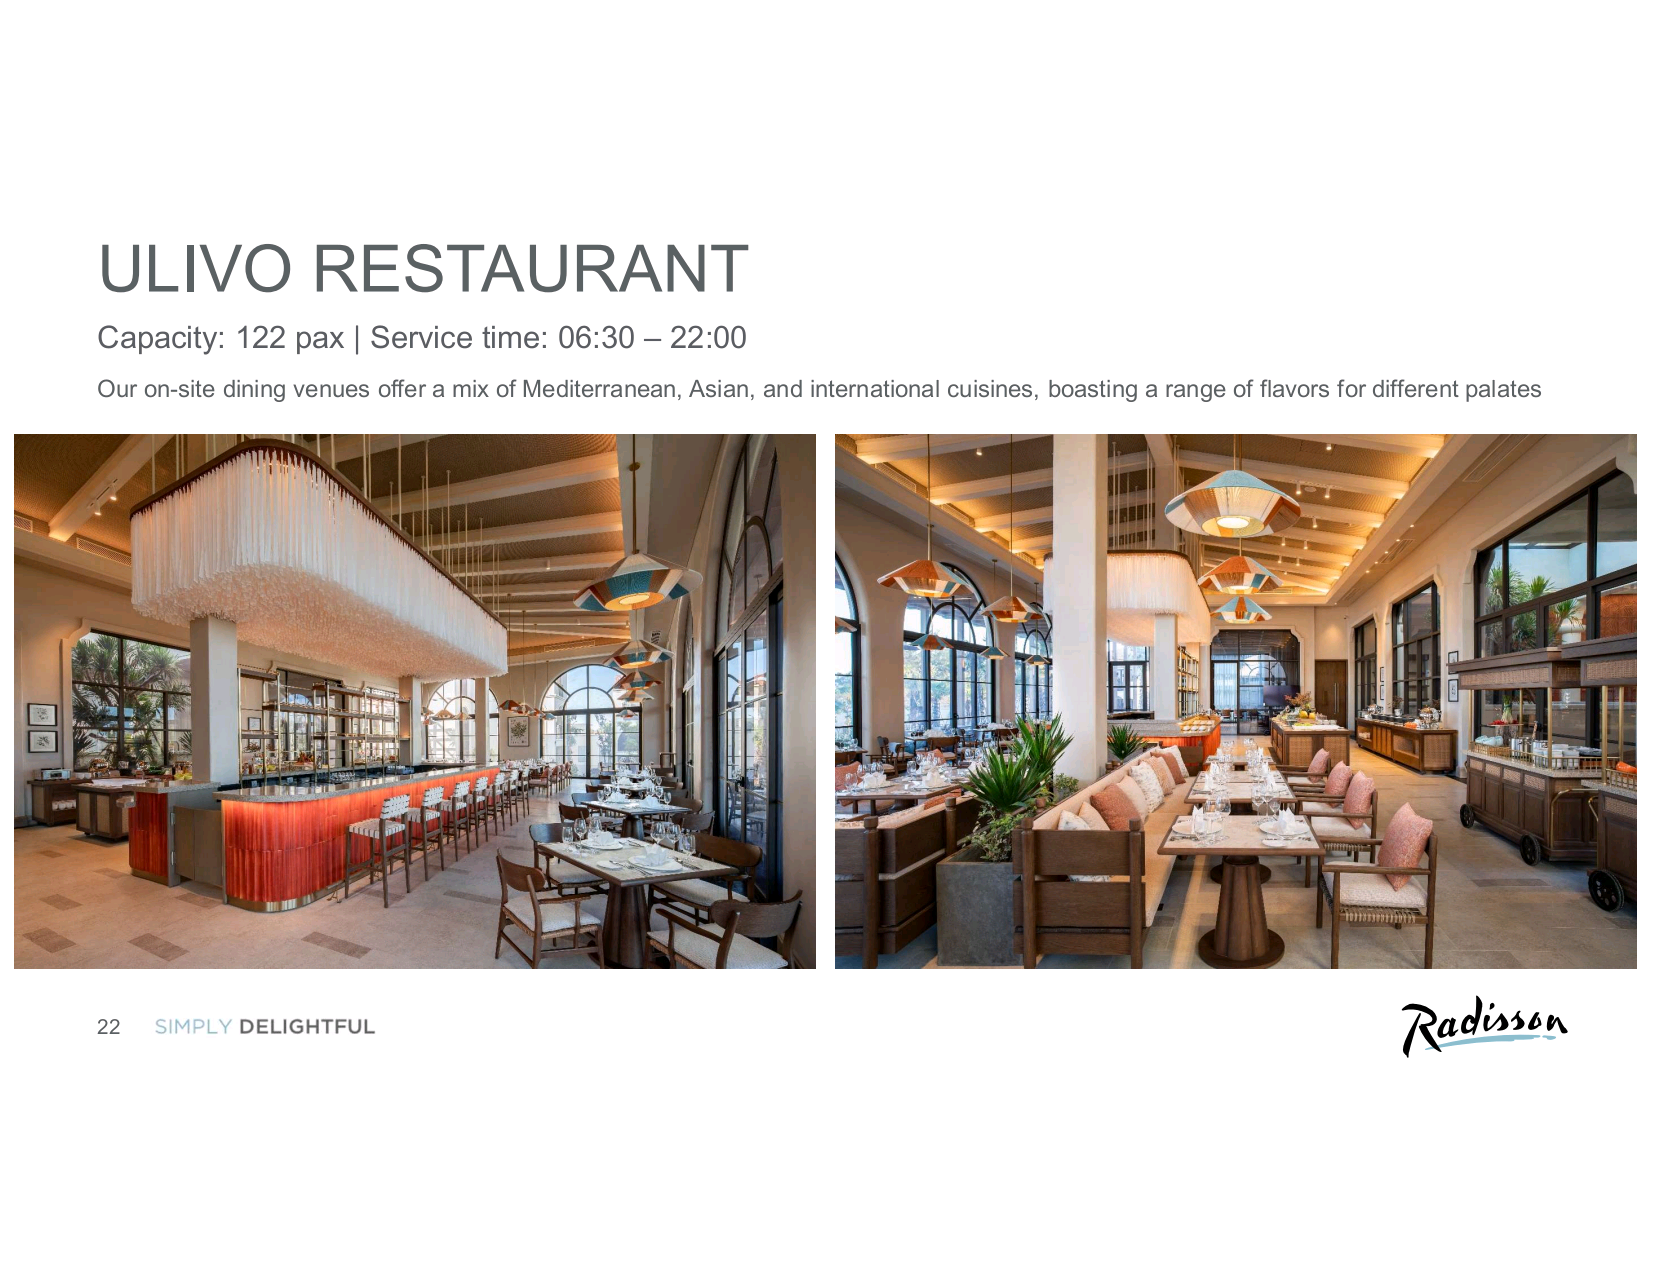 ULIVO RESTAURANT
Capacity: 122 pax | Service time: 06:30 – 22:00
Our on-site dining venues offer a mix of Mediterranean, Asian, and international cuisines, boasting a range of flavors for different palates
22 SIMPLY DELIGHTFUL
Radisson